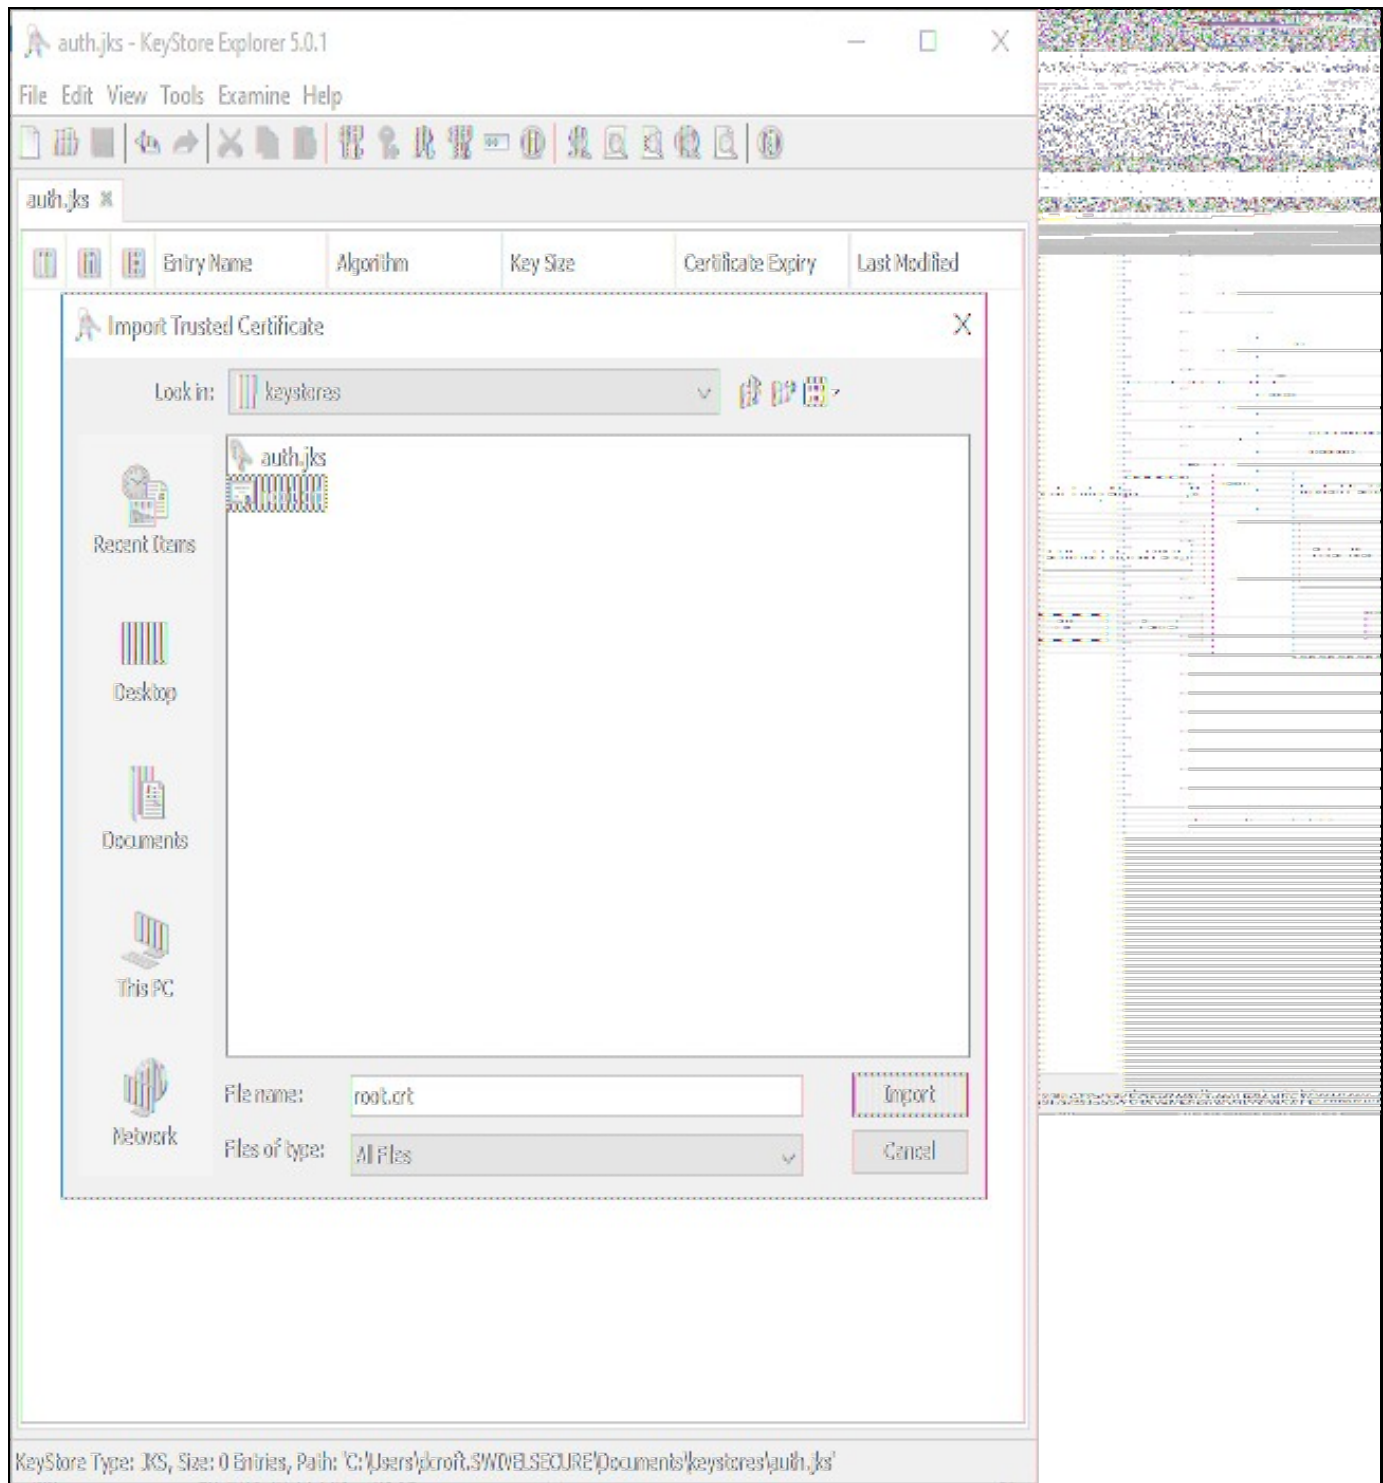 auth.jks - KeyStore Explorer 5.0.1
File Edit View Tools Examine Help
auth.jks
Entry Name Algorithm Key Size Certificate Expiry Last Modified
Import Trusted Certificate
Look in: keystores
auth.jks
Recent Items
Desktop
Documents
This PC
Network
File name: root.crt Import
Files of type: All Files Cancel
KeyStore Type: JKS, Size: 0 Entries, Path: 'C:\Users\dcroft.SWIVELSECURE\Documents\keystores\auth.jks'